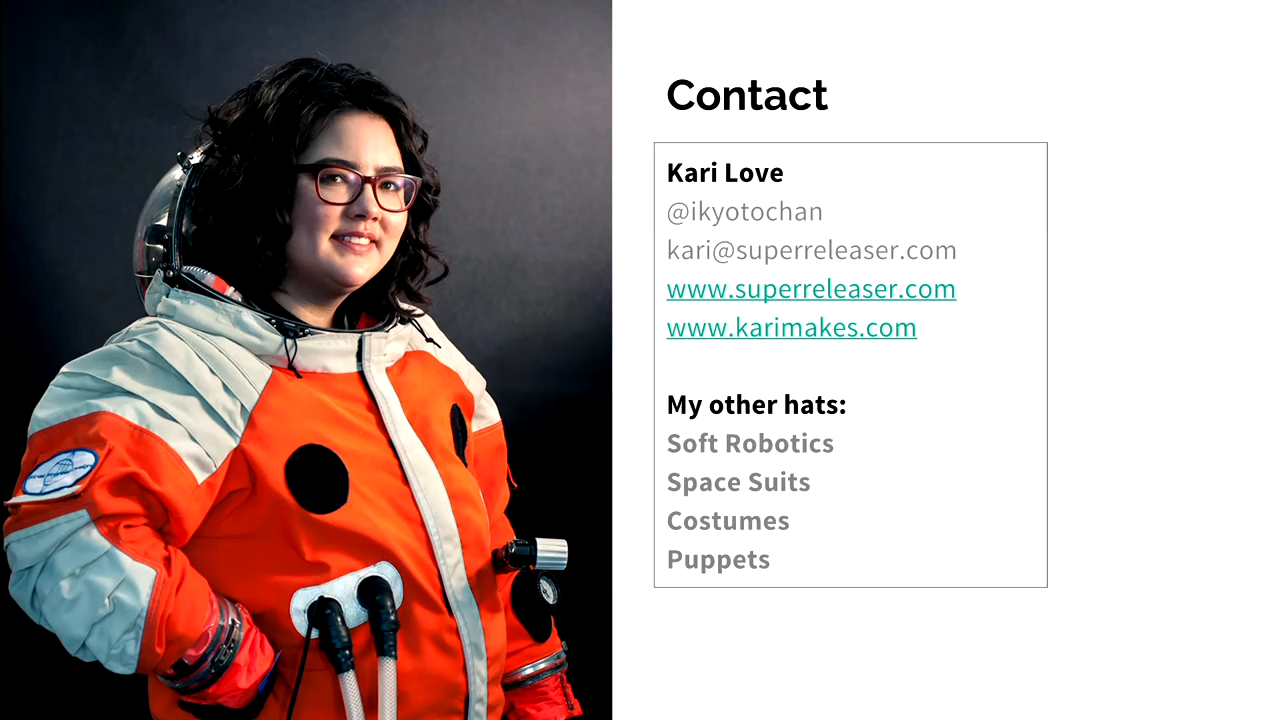 Contact
Kari Love
@ikyotochan
kari@superreleaser.com
www.superreleaser.com
www.karimakes.com
My other hats:
Soft Robotics
Space Suits
Costumes
Puppets